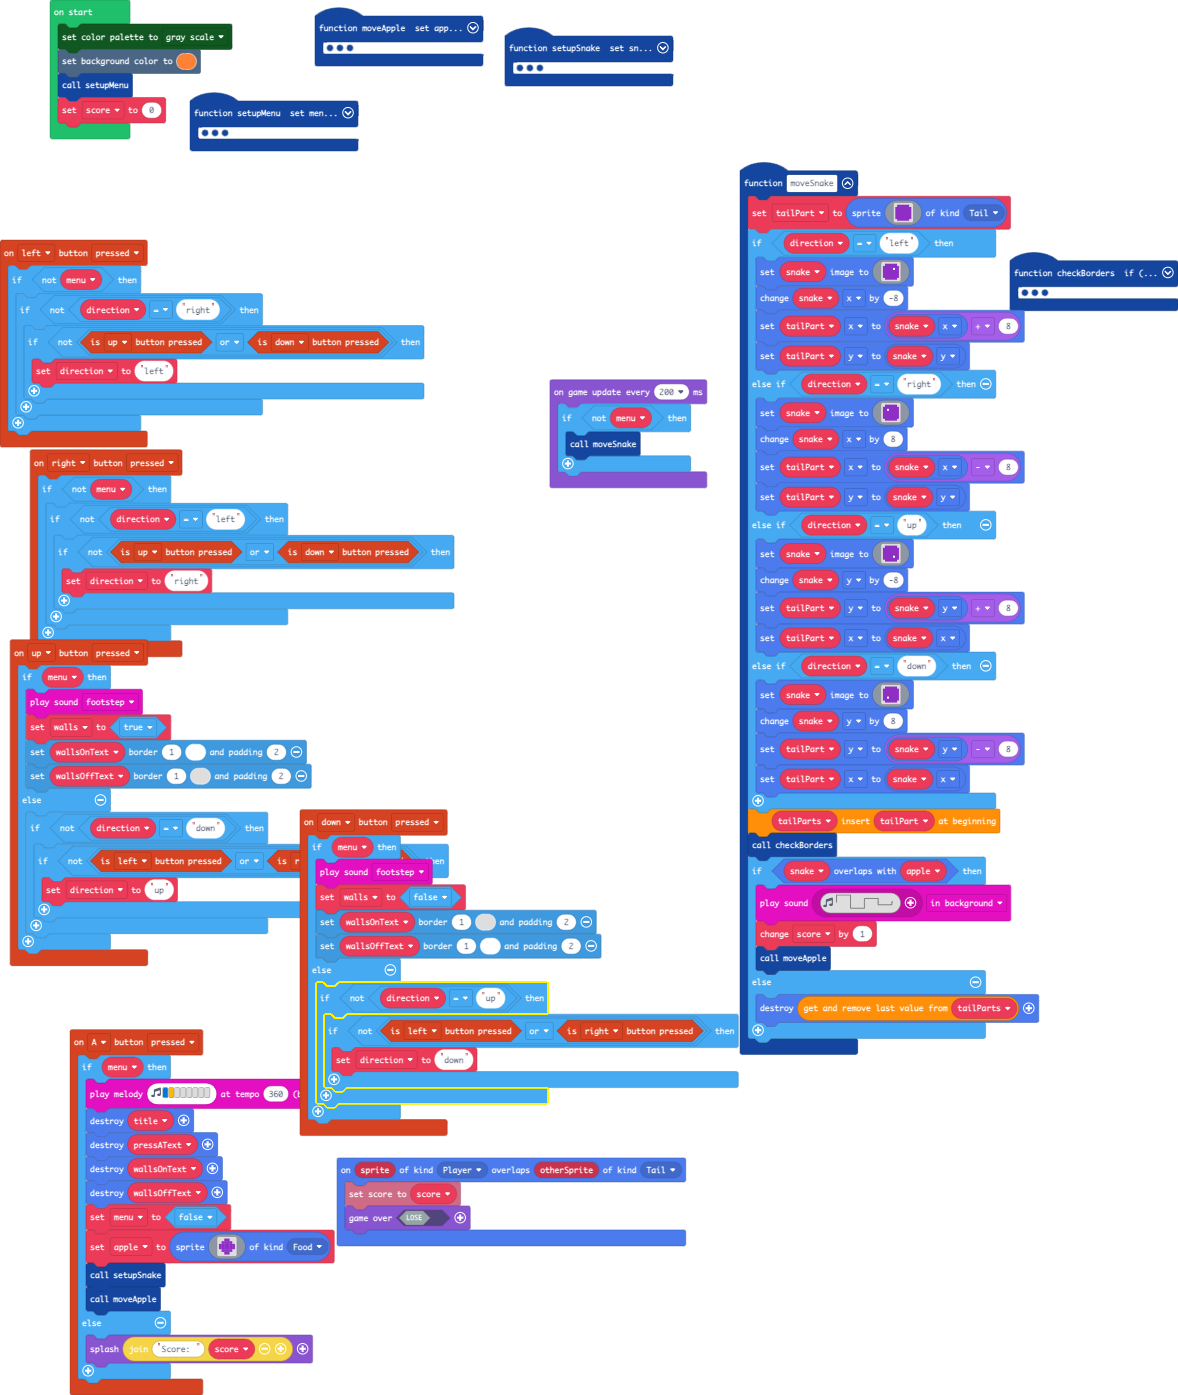 on start
set color palette to gray scale
set background color to
call setupMenu
set score to 0
function moveApple set app...
function setupSnake set sn...
function setupMenu set men...
on left button pressed
if not menu then
if not direction = "right" then
if not is up button pressed or is down button pressed then
set direction to "left"
on right button pressed
if not menu then
if not direction = "left" then
if not is up button pressed or is down button pressed then
set direction to "right"
on up button pressed
if menu then
play sound footstep
set walls to true
set wallsOnText border 1 and padding 2
set wallsOffText border 1 and padding 2
else
if not direction = "down" then
if not is left button pressed or is r
set direction to "up"
on down button pressed
if menu then
play sound footstep
set walls to false
set wallsOnText border 1 and padding 2
set wallsOffText border 1 and padding 2
else
if not direction = "up" then
if not is left button pressed or is right button pressed then
set direction to "down"
on A button pressed
if menu then
play melody at tempo 360 (b
destroy title
destroy pressAText
destroy wallsOnText
destroy wallsOffText
set menu to false
set apple to sprite of kind Food
call setupSnake
call moveApple
else
splash join "Score: " score
on sprite of kind Player overlaps otherSprite of kind Tail
set score to score
game over LOSE
on game update every 200 ms
if not menu then
call moveSnake
function moveSnake
set tailPart to sprite of kind Tail
if direction = "left" then
set snake image to
change snake x by -8
set tailPart x to snake x + 8
set tailPart y to snake y
else if direction = "right" then
set snake image to
change snake x by 8
set tailPart x to snake x - 8
set tailPart y to snake y
else if direction = "up" then
set snake image to
change snake y by -8
set tailPart y to snake y + 8
set tailPart x to snake x
else if direction = "down" then
set snake image to
change snake y by 8
set tailPart y to snake y - 8
set tailPart x to snake x
tailParts insert tailPart at beginning
call checkBorders
if snake overlaps with apple then
play sound in background
change score by 1
call moveApple
else
destroy get and remove last value from tailParts
function checkBorders if (...